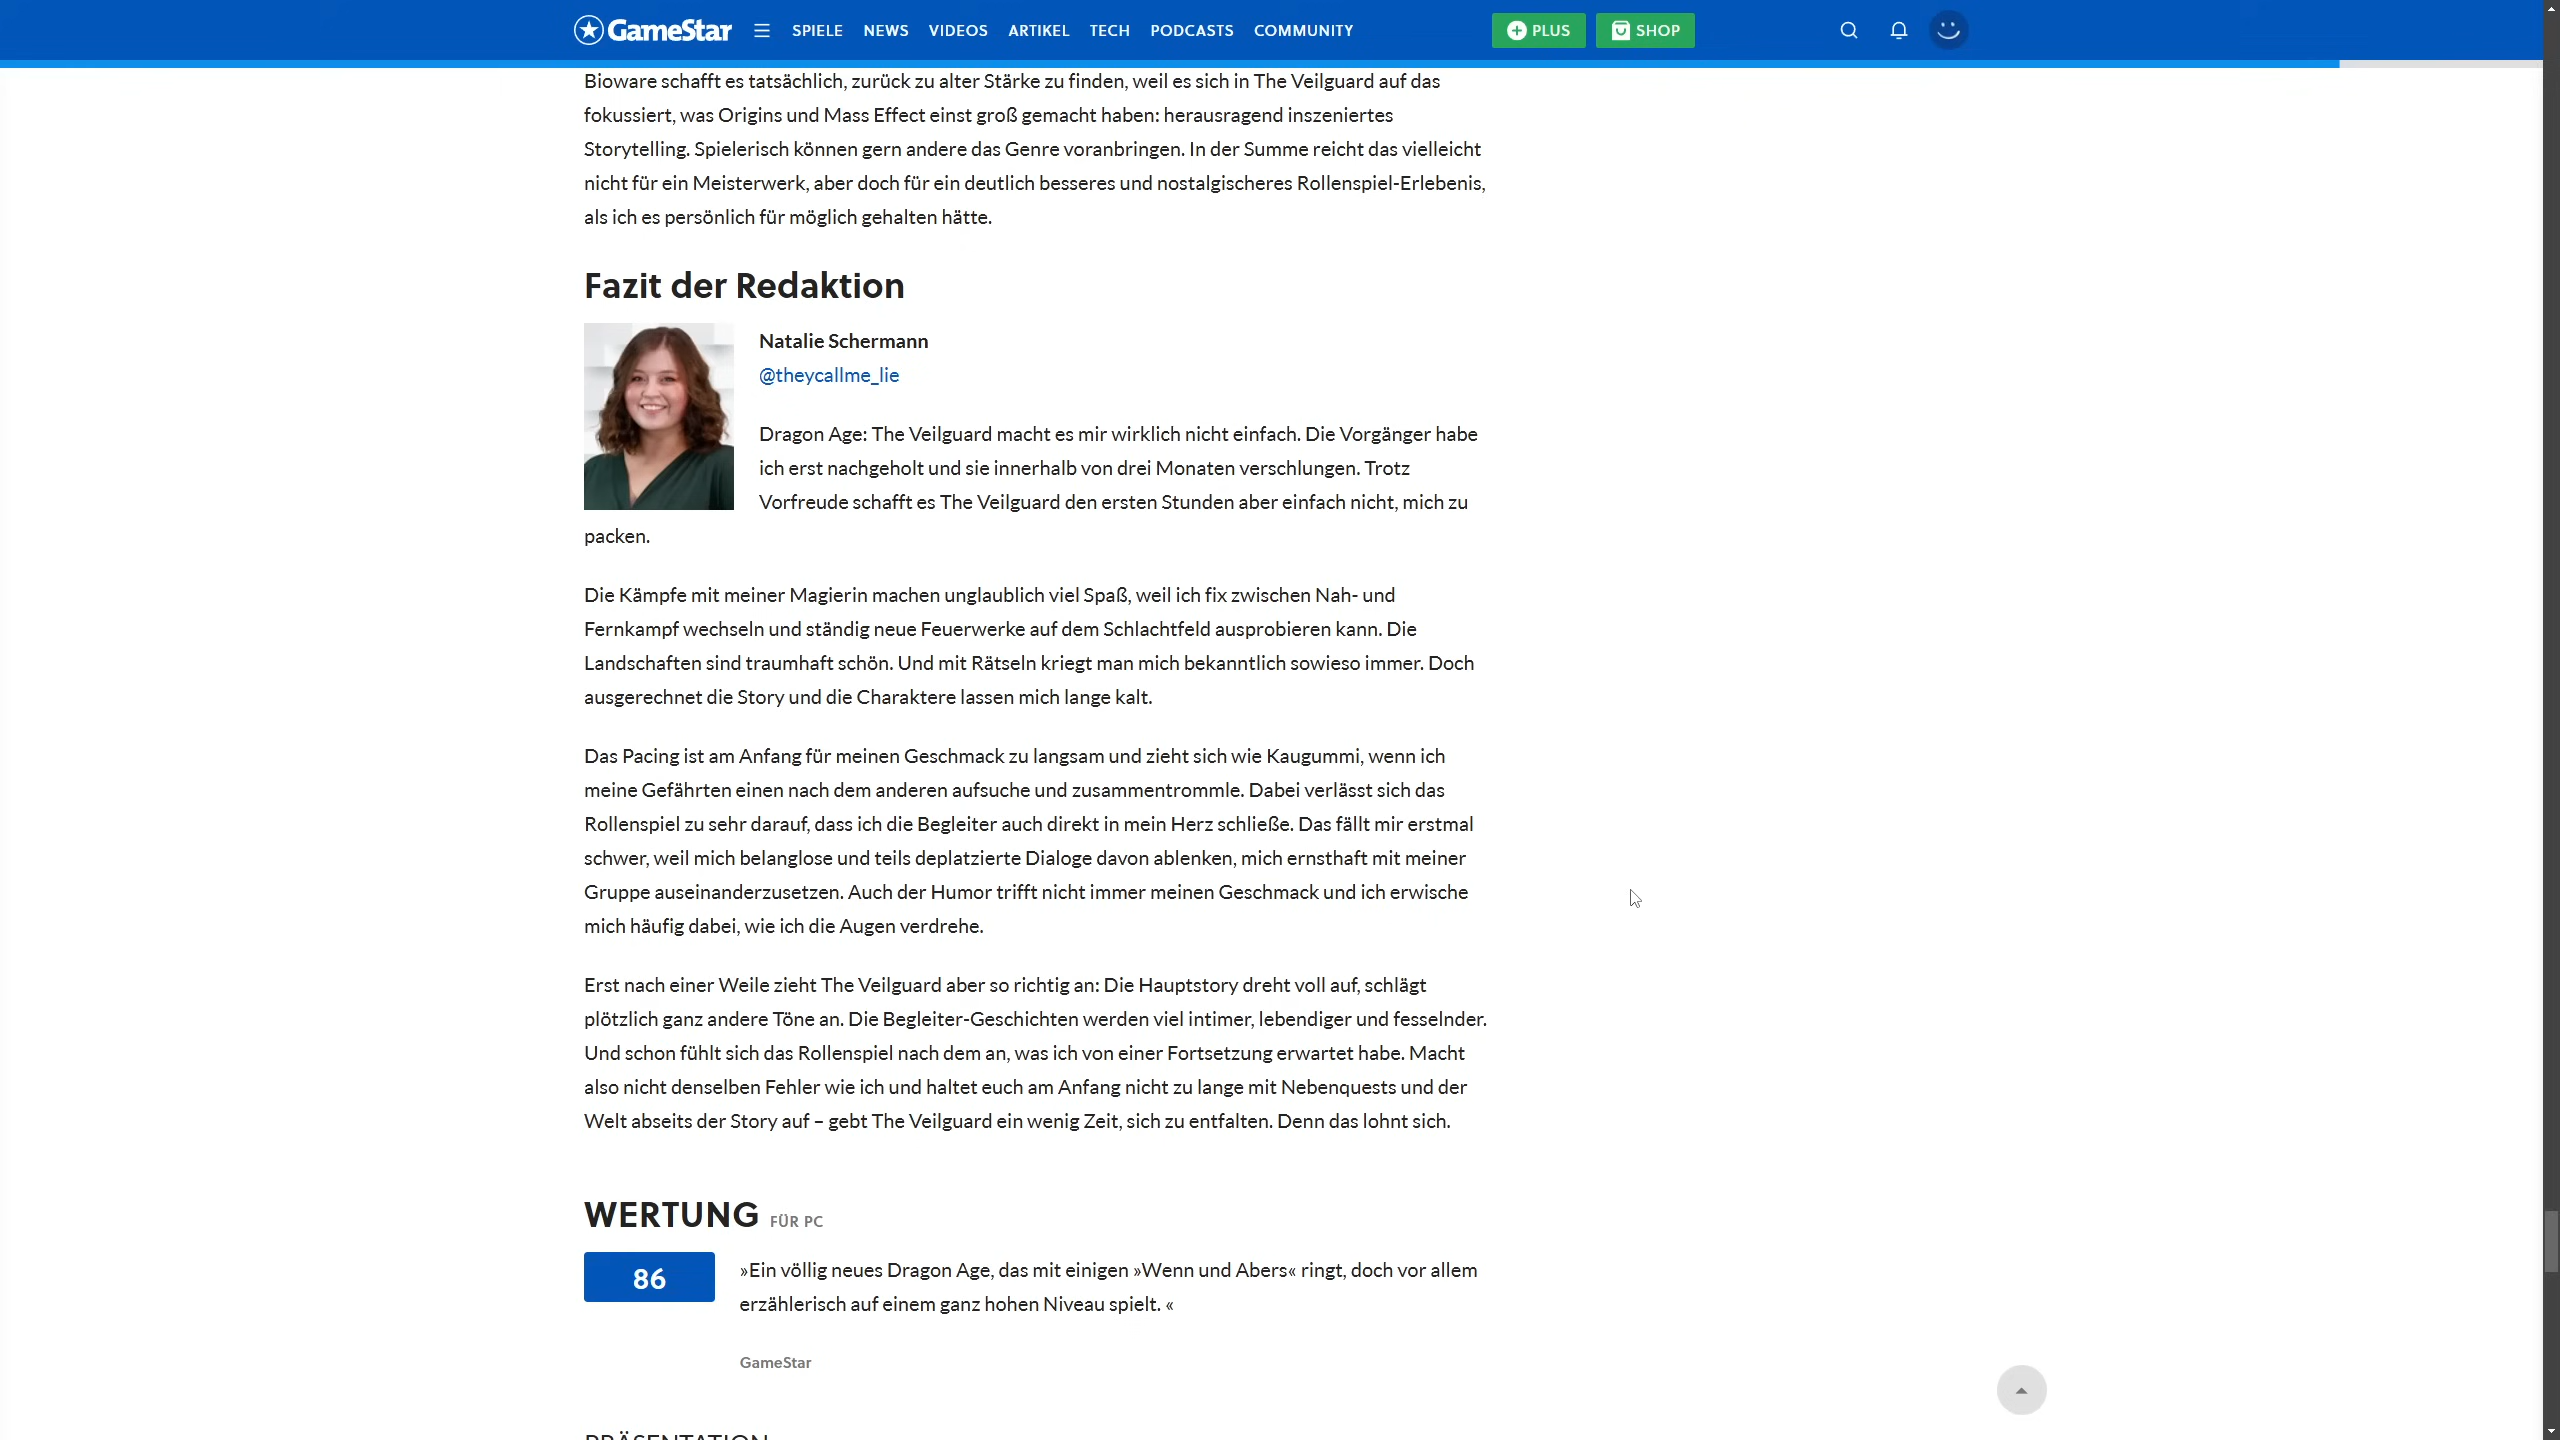 GameStar
SPIELE
NEWS
VIDEOS
ARTIKEL
TECH
PODCASTS
COMMUNITY
PLUS
SHOP
Bioware schafft es tatsächlich, zurück zu alter Stärke zu finden, weil es sich in The Veilguard auf das
fokussiert, was Origins und Mass Effect einst groß gemacht haben: herausragend inszeniertes
Storytelling. Spielerisch können gern andere das Genre voranbringen. In der Summe reicht das vielleicht
nicht für ein Meisterwerk, aber doch für ein deutlich besseres und nostalgischeres Rollenspiel-Erlebenis,
als ich es persönlich für möglich gehalten hätte.
Fazit der Redaktion
Natalie Schermann
@theycallme_lie
Dragon Age: The Veilguard macht es mir wirklich nicht einfach. Die Vorgänger habe
ich erst nachgeholt und sie innerhalb von drei Monaten verschlungen. Trotz
Vorfreude schafft es The Veilguard den ersten Stunden aber einfach nicht, mich zu
packen.
Die Kämpfe mit meiner Magierin machen unglaublich viel Spaß, weil ich fix zwischen Nah- und
Fernkampf wechseln und ständig neue Feuerwerke auf dem Schlachtfeld ausprobieren kann. Die
Landschaften sind traumhaft schön. Und mit Rätseln kriegt man mich bekanntlich sowieso immer. Doch
ausgerechnet die Story und die Charaktere lassen mich lange kalt.
Das Pacing ist am Anfang für meinen Geschmack zu langsam und zieht sich wie Kaugummi, wenn ich
meine Gefährten einen nach dem anderen aufsuche und zusammentrommle. Dabei verlässt sich das
Rollenspiel zu sehr darauf, dass ich die Begleiter auch direkt in mein Herz schließe. Das fällt mir erstmal
schwer, weil mich belanglose und teils deplatzierte Dialoge davon ablenken, mich ernsthaft mit meiner
Gruppe auseinanderzusetzen. Auch der Humor trifft nicht immer meinen Geschmack und ich erwische
mich häufig dabei, wie ich die Augen verdrehe.
Erst nach einer Weile zieht The Veilguard aber so richtig an: Die Hauptstory dreht voll auf, schlägt
plötzlich ganz andere Töne an. Die Begleiter-Geschichten werden viel intimer, lebendiger und fesselnder.
Und schon fühlt sich das Rollenspiel nach dem an, was ich von einer Fortsetzung erwartet habe. Macht
also nicht denselben Fehler wie ich und haltet euch am Anfang nicht zu lange mit Nebenquests und der
Welt abseits der Story auf – gebt The Veilguard ein wenig Zeit, sich zu entfalten. Denn das lohnt sich.
WERTUNG FÜR PC
86
»Ein völlig neues Dragon Age, das mit einigen »Wenn und Abers« ringt, doch vor allem
erzählerisch auf einem ganz hohen Niveau spielt. «
GameStar
PRÄSENTATION